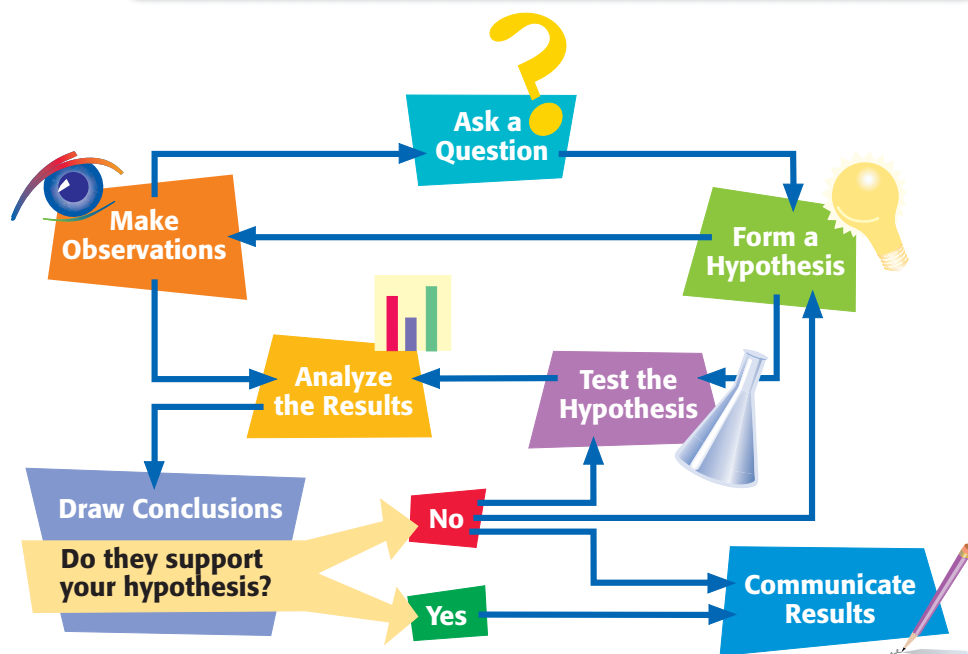 Ask a
Question
Make
Observations
Form a
Hypothesis
Analyze
the Results
Test the
Hypothesis
Draw Conclusions
Do they support
your hypothesis?
No
Yes
Communicate
Results